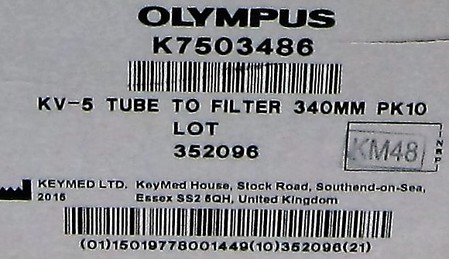 OLYMPUS
K7503486
KV-5 TUBE TO FILTER 340MM PK10
LOT
352096
KM48
INSP
KEYMED LTD. KeyMed House, Stock Road, Southend-on-Sea,
2016 Essex SS2 5QH, United Kingdom
(01)15019778001449(10)352096(21)